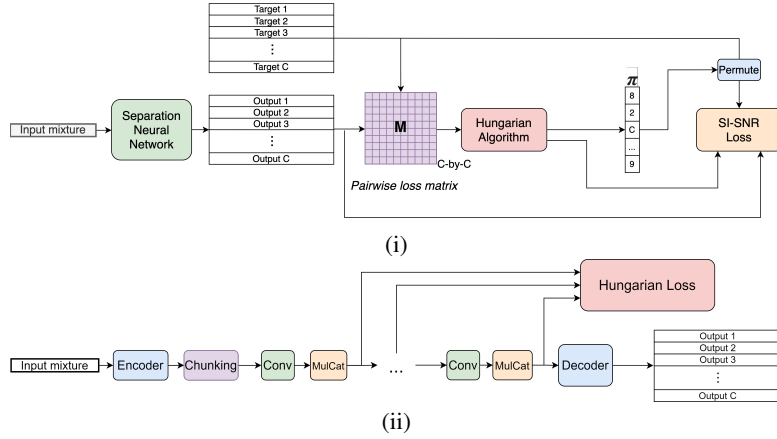 Target 1
Target 2
Target 3
⋮
Target C
Input mixture
Separation
Neural
Network
Output 1
Output 2
Output 3
⋮
Output C
M
C-by-C
Pairwise loss matrix
Hungarian
Algorithm
π
8
2
C
...
9
Permute
SI-SNR
Loss
(i)
Hungarian Loss
Input mixture
Encoder
Chunking
Conv
MulCat
...
Conv
MulCat
Decoder
Output 1
Output 2
Output 3
⋮
Output C
(ii)